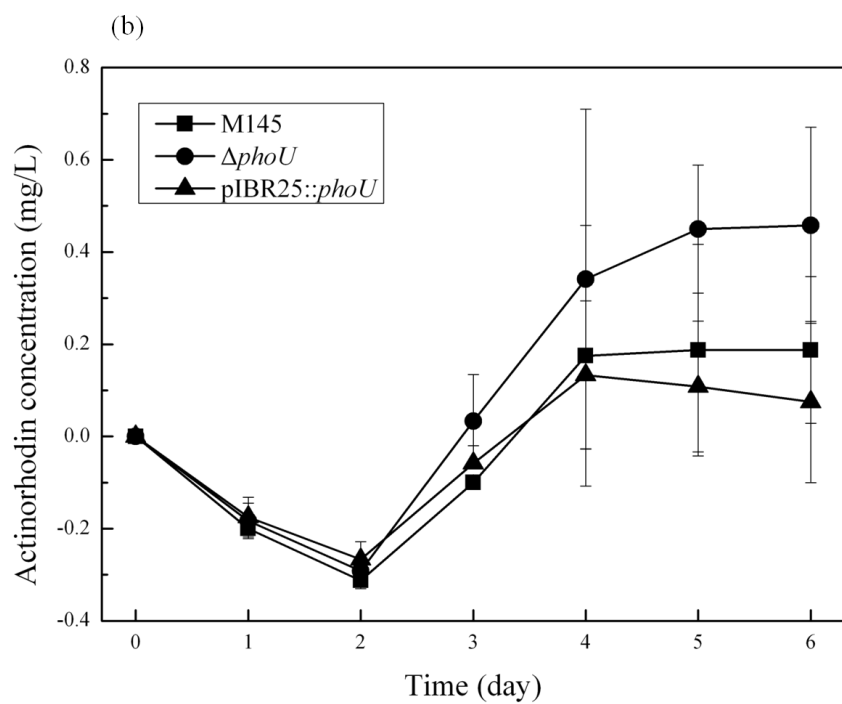 (b)
0.8
0.6
0.4
0.2
0.0
-0.2
-0.4
Actinorhodin concentration (mg/L)
M145
ΔphoU
pIBR25::phoU
0 1 2 3 4 5 6
Time (day)